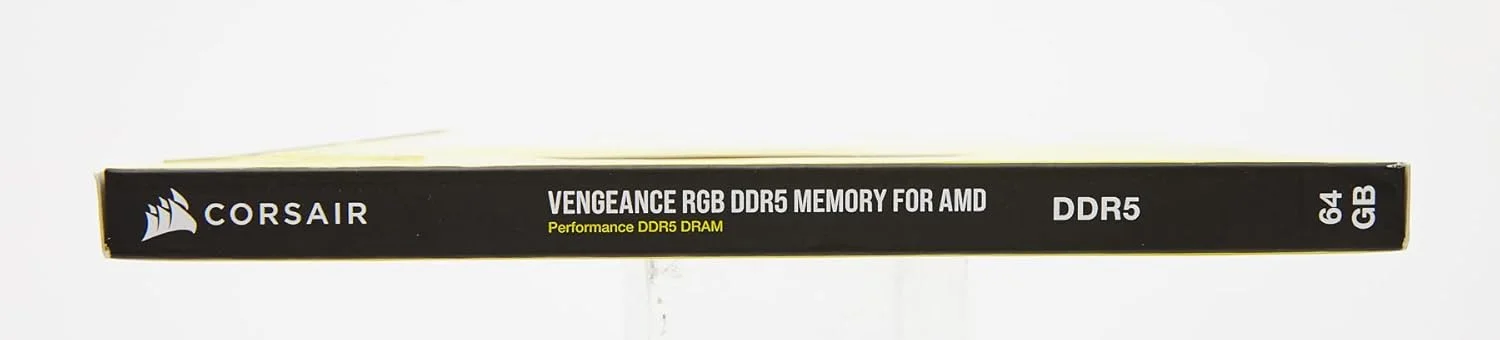 CORSAIR
VENGEANCE RGB DDR5 MEMORY FOR AMD
Performance DDR5 DRAM
DDR5
64
GB